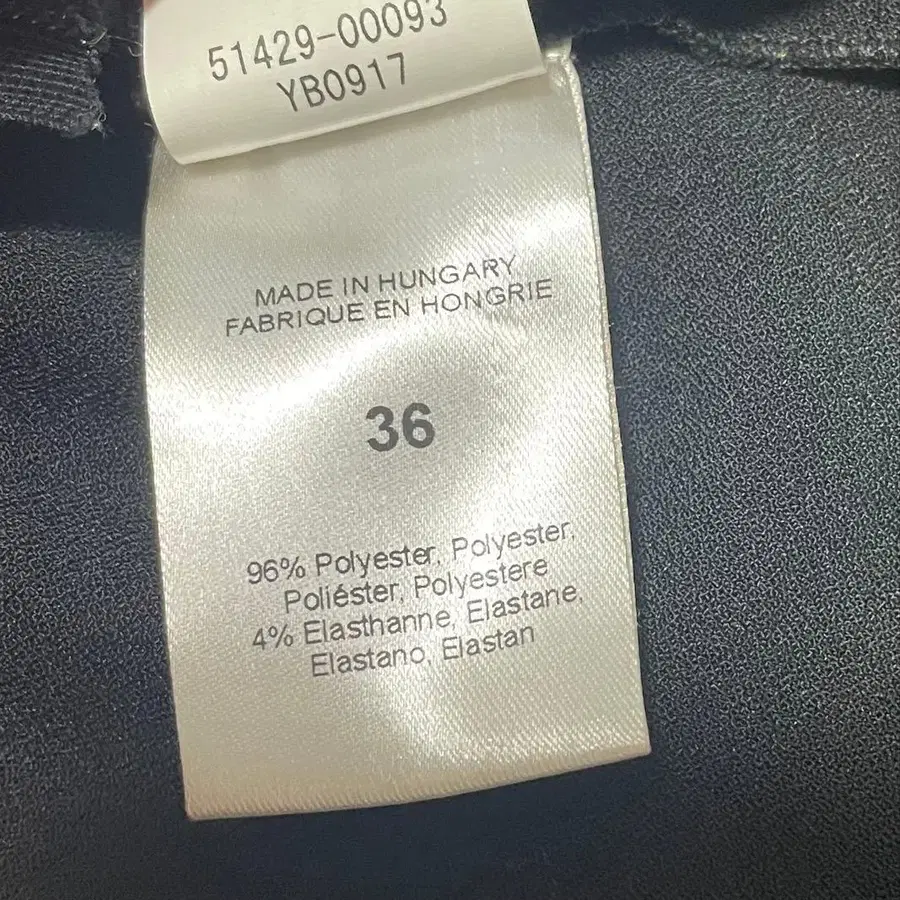 51429-00093
YB0917
MADE IN HUNGARY
FABRIQUE EN HONGRIE
36
96% Polyester, Polyester,
Poliéster, Polyestere
4% Elasthanne, Elastane,
Elastano, Elastan